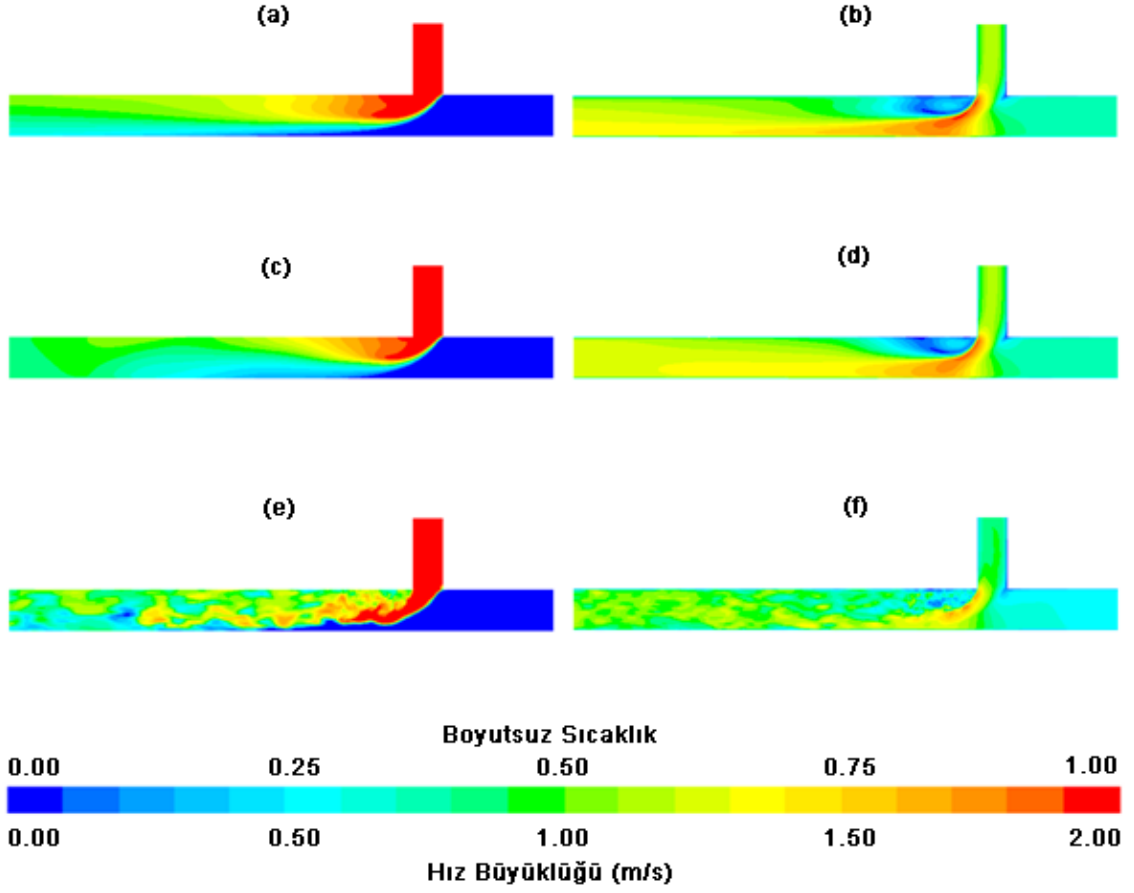 (a)
(b)
(c)
(d)
(e)
(f)
Boyutsuz Sıcaklık
0.00 0.25 0.50 0.75 1.00
0.00 0.50 1.00 1.50 2.00
Hız Büyüklüğü (m/s)